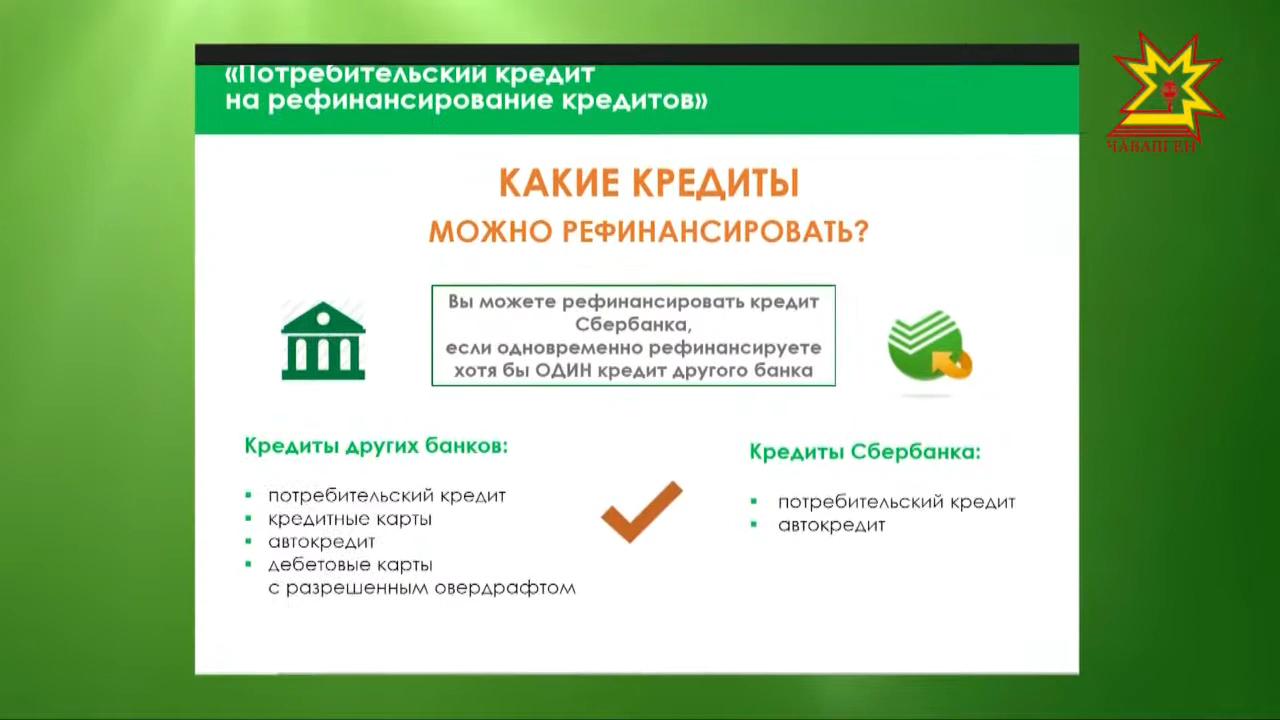 «Потребительский кредит
на рефинансирование кредитов»
КАКИЕ КРЕДИТЫ
МОЖНО РЕФИНАНСИРОВАТЬ?
Вы можете рефинансировать кредит
Сбербанка,
если одновременно рефинансируете
хотя бы ОДИН кредит другого банка
Кредиты других банков:
▪ потребительский кредит
▪ кредитные карты
▪ автокредит
▪ дебетовые карты
с разрешенным овердрафтом
Кредиты Сбербанка:
▪ потребительский кредит
▪ автокредит